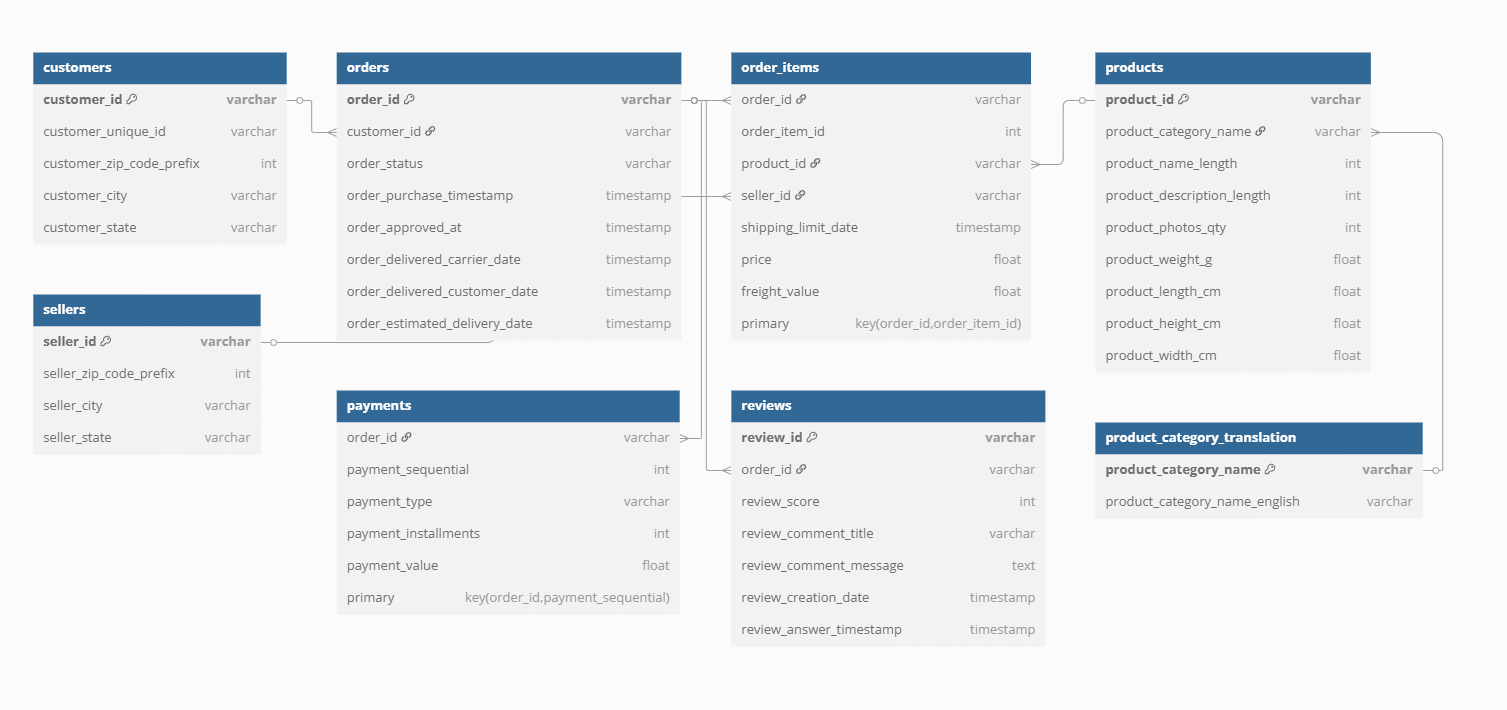 customers
customer_id varchar
customer_unique_id varchar
customer_zip_code_prefix int
customer_city varchar
customer_state varchar
orders
order_id varchar
customer_id varchar
order_status varchar
order_purchase_timestamp timestamp
order_approved_at timestamp
order_delivered_carrier_date timestamp
order_delivered_customer_date timestamp
order_estimated_delivery_date timestamp
order_items
order_id varchar
order_item_id int
product_id varchar
seller_id varchar
shipping_limit_date timestamp
price float
freight_value float
primary key(order_id,order_item_id)
products
product_id varchar
product_category_name varchar
product_name_length int
product_description_length int
product_photos_qty int
product_weight_g float
product_length_cm float
product_height_cm float
product_width_cm float
sellers
seller_id varchar
seller_zip_code_prefix int
seller_city varchar
seller_state varchar
payments
order_id varchar
payment_sequential int
payment_type varchar
payment_installments int
payment_value float
primary key(order_id,payment_sequential)
reviews
review_id varchar
order_id varchar
review_score int
review_comment_title varchar
review_comment_message text
review_creation_date timestamp
review_answer_timestamp timestamp
product_category_translation
product_category_name varchar
product_category_name_english varchar